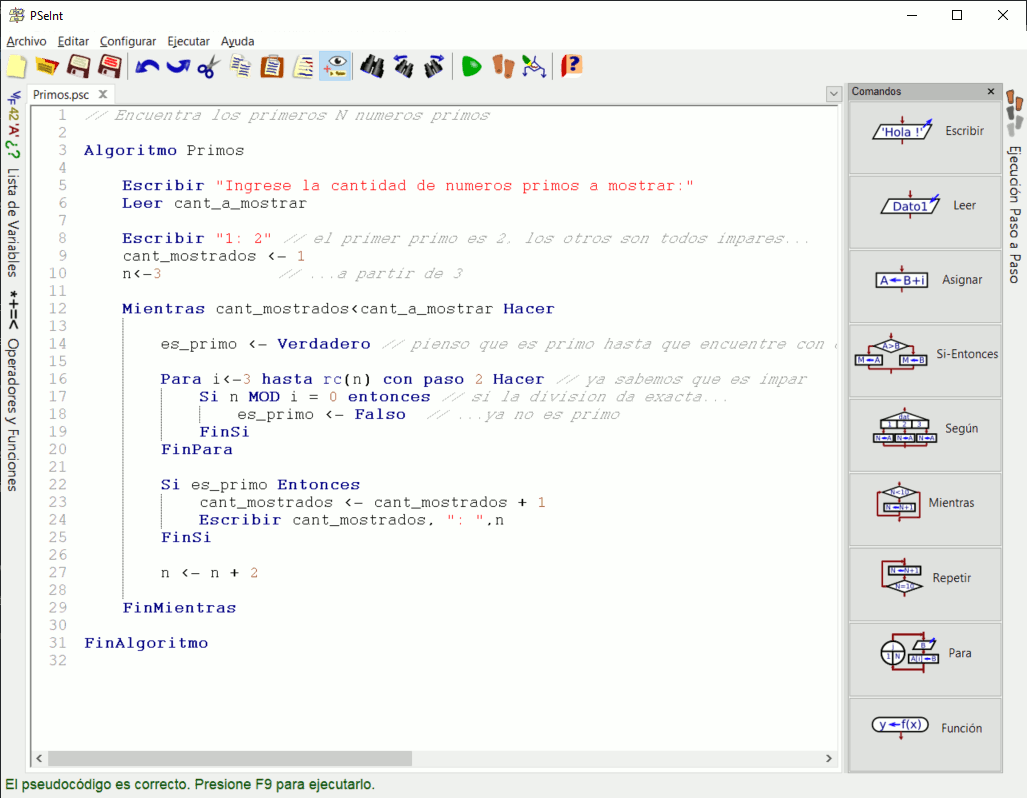 PSeInt
Archivo Editar Configurar Ejecutar Ayuda
Primos.psc X
Comandos
1 // Encuentra los primeros N numeros primos
2
3 Algoritmo Primos
4
5 Escribir "Ingrese la cantidad de numeros primos a mostrar:"
6 Leer cant_a_mostrar
7
8 Escribir "1: 2" // el primer primo es 2, los otros son todos impares...
9 cant_mostrados <- 1
10 n<-3 // ...a partir de 3
11
12 Mientras cant_mostrados<cant_a_mostrar Hacer
13
14 es_primo <- Verdadero // pienso que es primo hasta que encuentre con
15
16 Para i<-3 hasta rc(n) con paso 2 Hacer // ya sabemos que es impar
17 Si n MOD i = 0 entonces // si la division da exacta...
18 es_primo <- Falso // ...ya no es primo
19 FinSi
20 FinPara
21
22 Si es_primo Entonces
23 cant_mostrados <- cant_mostrados + 1
24 Escribir cant_mostrados, ": ",n
25 FinSi
26
27 n <- n + 2
28
29 FinMientras
30
31 FinAlgoritmo
32
V/F 42 'A' ¿? Lista de Variables
*+=< Operadores y Funciones
'Hola !' Escribir
Dato1 Leer
A←B+i Asignar
A>B M←A M←B Si-Entonces
dat 1 2 3 N←A N←A N←A Según
N<10 N←N+1 Mientras
N←N+1 N=10 Repetir
1 N B A[i]←B Para
y←f(x) Función
Ejecución Paso a Paso
El pseudocódigo es correcto. Presione F9 para ejecutarlo.